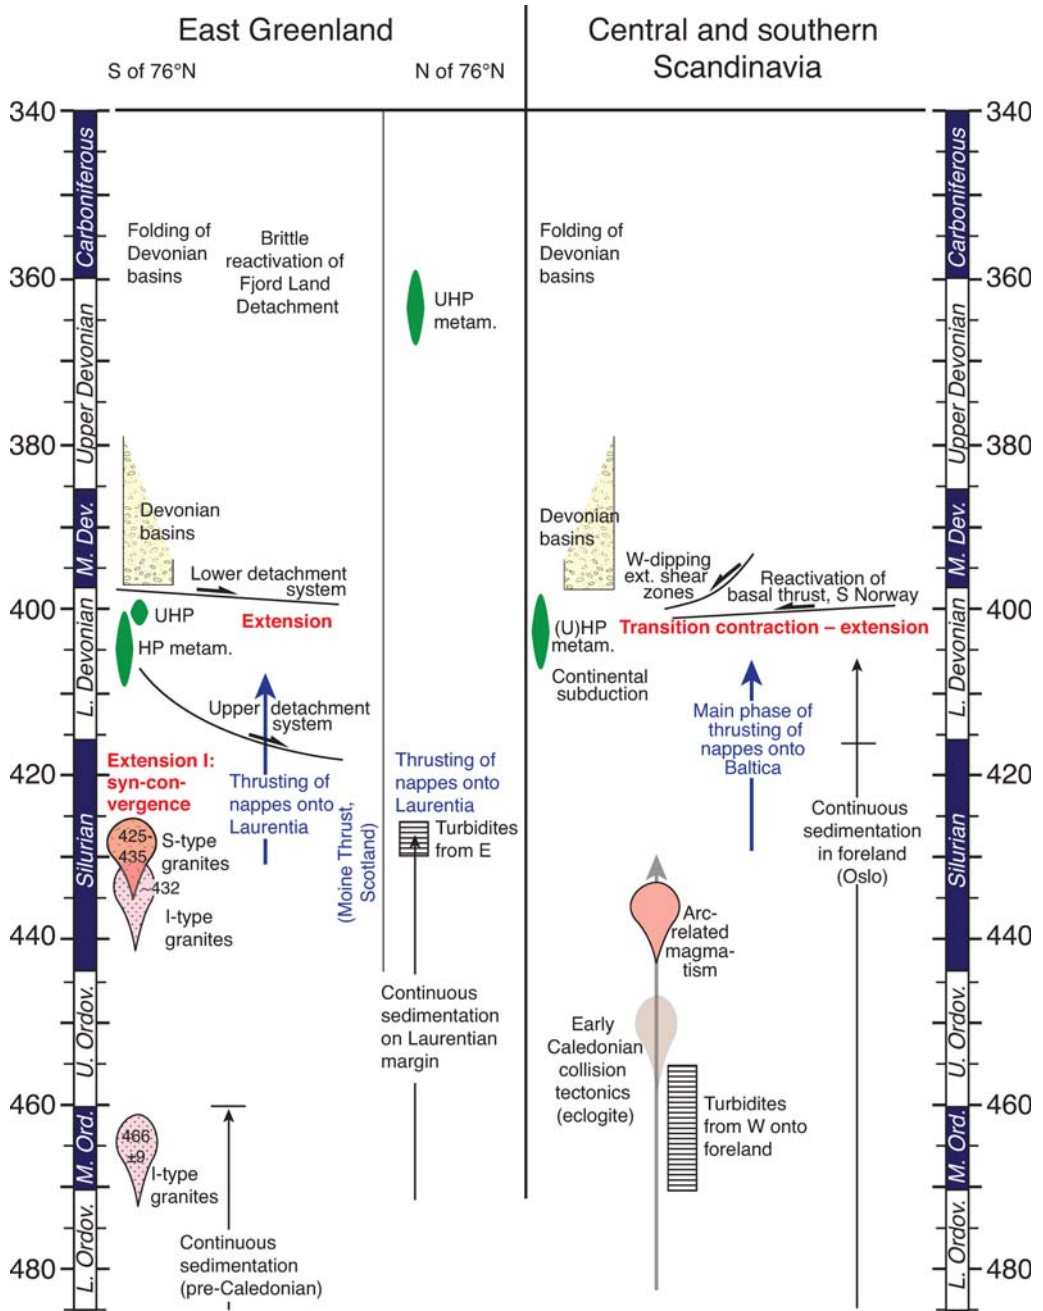 East Greenland
Central and southern
Scandinavia
S of 76°N
N of 76°N
340
360
380
400
420
440
460
480
Carboniferous
Upper Devonian
M. Dev.
L. Devonian
Silurian
U. Ordov.
M. Ord.
L. Ordov.
Folding of
Devonian
basins
Brittle
reactivation of
Fjord Land
Detachment
UHP
metam.
Devonian
basins
Lower detachment
system
UHP
Extension
HP metam.
Upper detachment
system
Extension I:
syn-con-
vergence
Thrusting of
nappes onto
Laurentia
(Moine Thrust,
Scotland)
Thrusting of
nappes onto
Laurentia
Turbidites
from E
425-
435
S-type
granites
~432
I-type
granites
Continuous
sedimentation
on Laurentian
margin
466
±9
I-type
granites
Continuous
sedimentation
(pre-Caledonian)
Folding of
Devonian
basins
Devonian
basins
W-dipping
ext. shear
zones
Reactivation of
basal thrust, S Norway
(U)HP
metam.
Transition contraction – extension
Continental
subduction
Main phase of
thrusting of
nappes onto
Baltica
Continuous
sedimentation
in foreland
(Oslo)
Arc-
related
magma-
tism
Early
Caledonian
collision
tectonics
(eclogite)
Turbidites
from W onto
foreland
340
360
380
400
420
440
460
480
Carboniferous
Upper Devonian
M. Dev.
L. Devonian
Silurian
U. Ordov.
M. Ord.
L. Ordov.